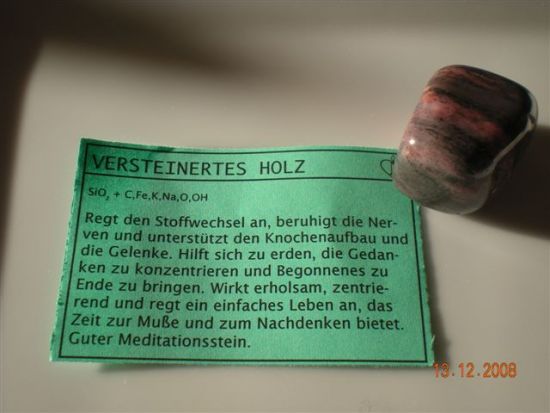 VERSTEINERTES HOLZ
SiO₂ + C,Fe,K,Na,O,OH
Regt den Stoffwechsel an, beruhigt die Ner-
ven und unterstützt den Knochenaufbau und
die Gelenke. Hilft sich zu erden, die Gedan-
ken zu konzentrieren und Begonnenes zu
Ende zu bringen. Wirkt erholsam, zentrie-
rend und regt ein einfaches Leben an, das
Zeit zur Muße und zum Nachdenken bietet.
Guter Meditationsstein.
13.12.2008